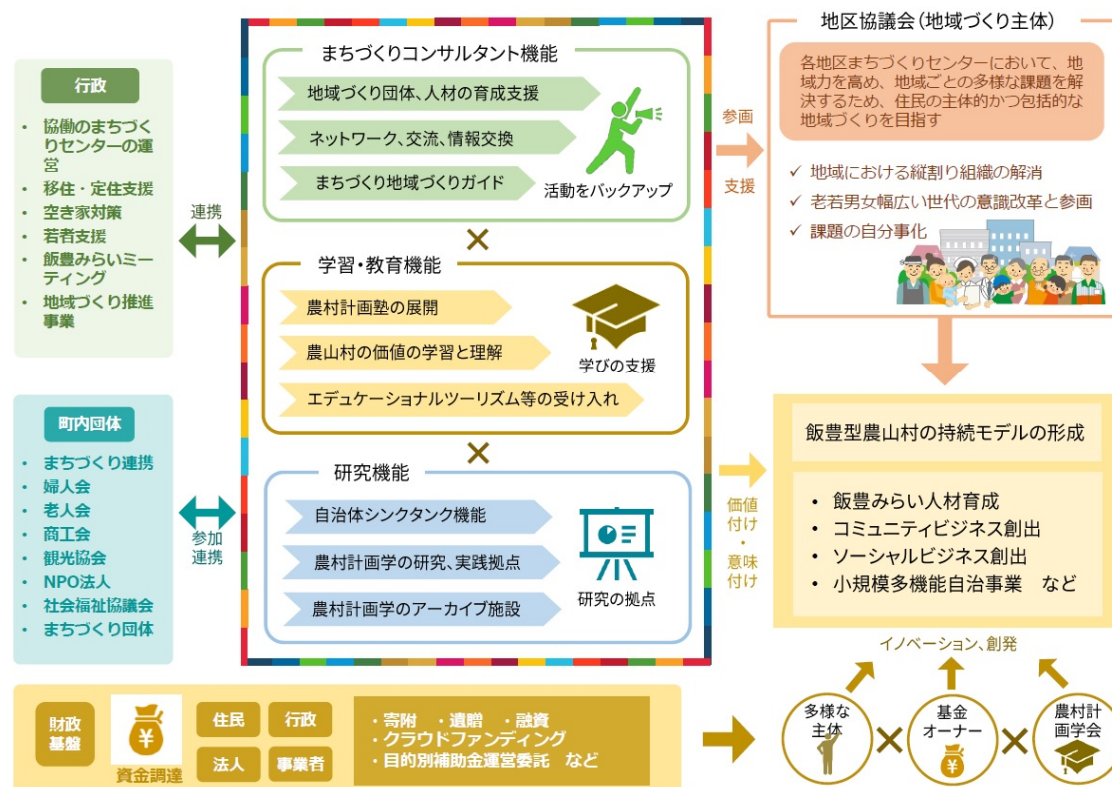 行政
・ 協働のまちづ
くりセンターの運
営
・ 移住・定住支援
・ 空き家対策
・ 若者支援
・ 飯豊みらいミー
ティング
・ 地域づくり推進
事業
連携
町内団体
・ まちづくり連携
・ 婦人会
・ 老人会
・ 商工会
・ 観光協会
・ NPO法人
・ 社会福祉協議会
・ まちづくり団体
参加
連携
まちづくりコンサルタント機能
地域づくり団体、人材の育成支援
ネットワーク、交流、情報交換
まちづくり地域づくりガイド
活動をバックアップ
×
学習・教育機能
農村計画塾の展開
農山村の価値の学習と理解
エデュケーショナルツーリズム等の受け入れ
学びの支援
×
研究機能
自治体シンクタンク機能
農村計画学の研究、実践拠点
農村計画学のアーカイブ施設
研究の拠点
参画
支援
地区協議会(地域づくり主体)
各地区まちづくりセンターにおいて、地
域力を高め、地域ごとの多様な課題を解
決するため、住民の主体的かつ包括的な
地域づくりを目指す
✓ 地域における縦割り組織の解消
✓ 老若男女幅広い世代の意識改革と参画
✓ 課題の自分事化
価値
付け
・
意味
付け
飯豊型農山村の持続モデルの形成
・ 飯豊みらい人材育成
・ コミュニティビジネス創出
・ ソーシャルビジネス創出
・ 小規模多機能自治事業　など
イノベーション、創発
多様な
主体
×
基金
オーナー
×
農村計
画学会
財政
基盤
¥
資金調達
住民
行政
法人
事業者
・寄附　・遺贈　・融資
・クラウドファンディング
・目的別補助金運営委託　など